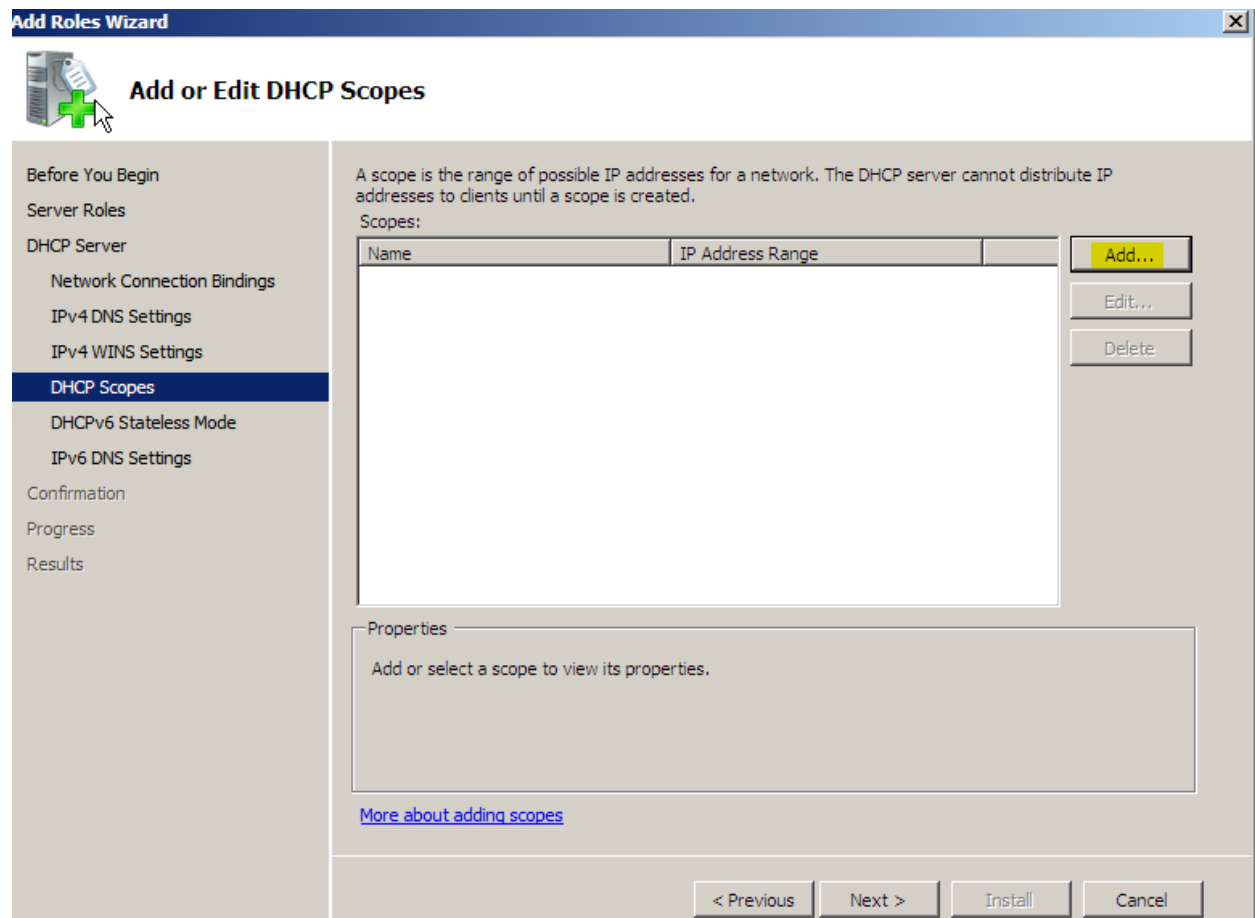 Add Roles Wizard
Add or Edit DHCP Scopes
Before You Begin
Server Roles
DHCP Server
Network Connection Bindings
IPv4 DNS Settings
IPv4 WINS Settings
DHCP Scopes
DHCPv6 Stateless Mode
IPv6 DNS Settings
Confirmation
Progress
Results
A scope is the range of possible IP addresses for a network. The DHCP server cannot distribute IP
addresses to clients until a scope is created.
Scopes:
Name IP Address Range
Add...
Edit...
Delete
Properties
Add or select a scope to view its properties.
More about adding scopes
< Previous Next > Install Cancel